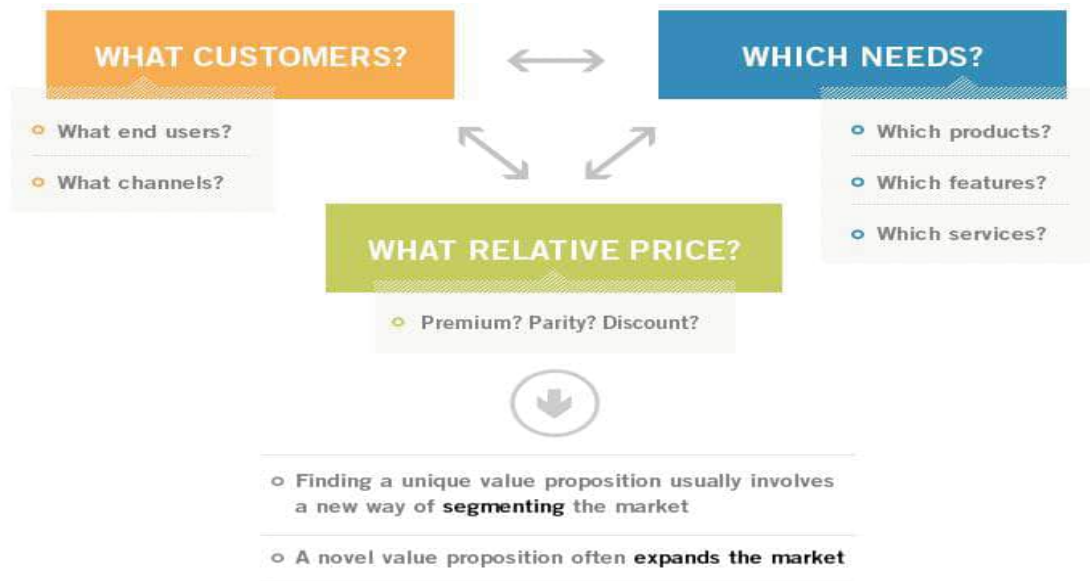 WHAT CUSTOMERS?
What end users?
What channels?
WHICH NEEDS?
Which products?
Which features?
Which services?
WHAT RELATIVE PRICE?
Premium? Parity? Discount?
Finding a unique value proposition usually involves
a new way of segmenting the market
A novel value proposition often expands the market